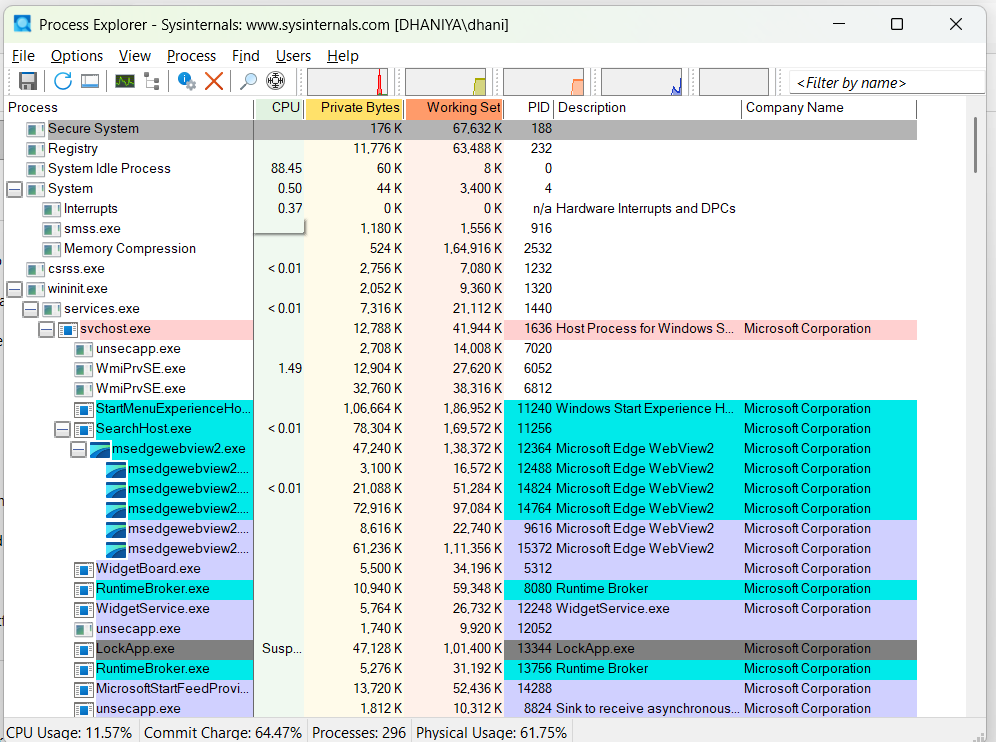 Process Explorer - Sysinternals: www.sysinternals.com [DHANIYA\dhani]
File Options View Process Find Users Help
<Filter by name>
Process CPU Private Bytes Working Set PID Description Company Name
Secure System 176 K 67,632 K 188
Registry 11,776 K 63,488 K 232
System Idle Process 88.45 60 K 8 K 0
System 0.50 44 K 3,400 K 4
Interrupts 0.37 0 K 0 K n/a Hardware Interrupts and DPCs
smss.exe 1,180 K 1,556 K 916
Memory Compression 524 K 1,64,916 K 2532
csrss.exe < 0.01 2,756 K 7,080 K 1232
wininit.exe 2,052 K 9,360 K 1320
services.exe < 0.01 7,316 K 21,112 K 1440
svchost.exe 12,788 K 41,944 K 1636 Host Process for Windows S... Microsoft Corporation
unsecapp.exe 2,708 K 14,008 K 7020
WmiPrvSE.exe 1.49 12,904 K 27,620 K 6052
WmiPrvSE.exe 32,760 K 38,316 K 6812
StartMenuExperienceHo... 1,06,664 K 1,86,952 K 11240 Windows Start Experience H... Microsoft Corporation
SearchHost.exe < 0.01 78,304 K 1,69,572 K 11256 Microsoft Corporation
msedgewebview2.exe 47,240 K 1,38,372 K 12364 Microsoft Edge WebView2 Microsoft Corporation
msedgewebview2.... 3,100 K 16,572 K 12488 Microsoft Edge WebView2 Microsoft Corporation
msedgewebview2.... < 0.01 21,088 K 51,284 K 14824 Microsoft Edge WebView2 Microsoft Corporation
msedgewebview2.... 72,916 K 97,084 K 14764 Microsoft Edge WebView2 Microsoft Corporation
msedgewebview2.... 8,616 K 22,740 K 9616 Microsoft Edge WebView2 Microsoft Corporation
msedgewebview2.... 61,236 K 1,11,356 K 15372 Microsoft Edge WebView2 Microsoft Corporation
WidgetBoard.exe 5,500 K 34,196 K 5312 Microsoft Corporation
RuntimeBroker.exe 10,940 K 59,348 K 8080 Runtime Broker Microsoft Corporation
WidgetService.exe 5,764 K 26,732 K 12248 WidgetService.exe Microsoft Corporation
unsecapp.exe 1,740 K 9,920 K 12052
LockApp.exe Susp... 47,128 K 1,01,400 K 13344 LockApp.exe Microsoft Corporation
RuntimeBroker.exe 5,276 K 31,192 K 13756 Runtime Broker Microsoft Corporation
MicrosoftStartFeedProvi... 13,720 K 52,436 K 14288 Microsoft Corporation
unsecapp.exe 1,812 K 10,312 K 8824 Sink to receive asynchronous... Microsoft Corporation
CPU Usage: 11.57% Commit Charge: 64.47% Processes: 296 Physical Usage: 61.75%